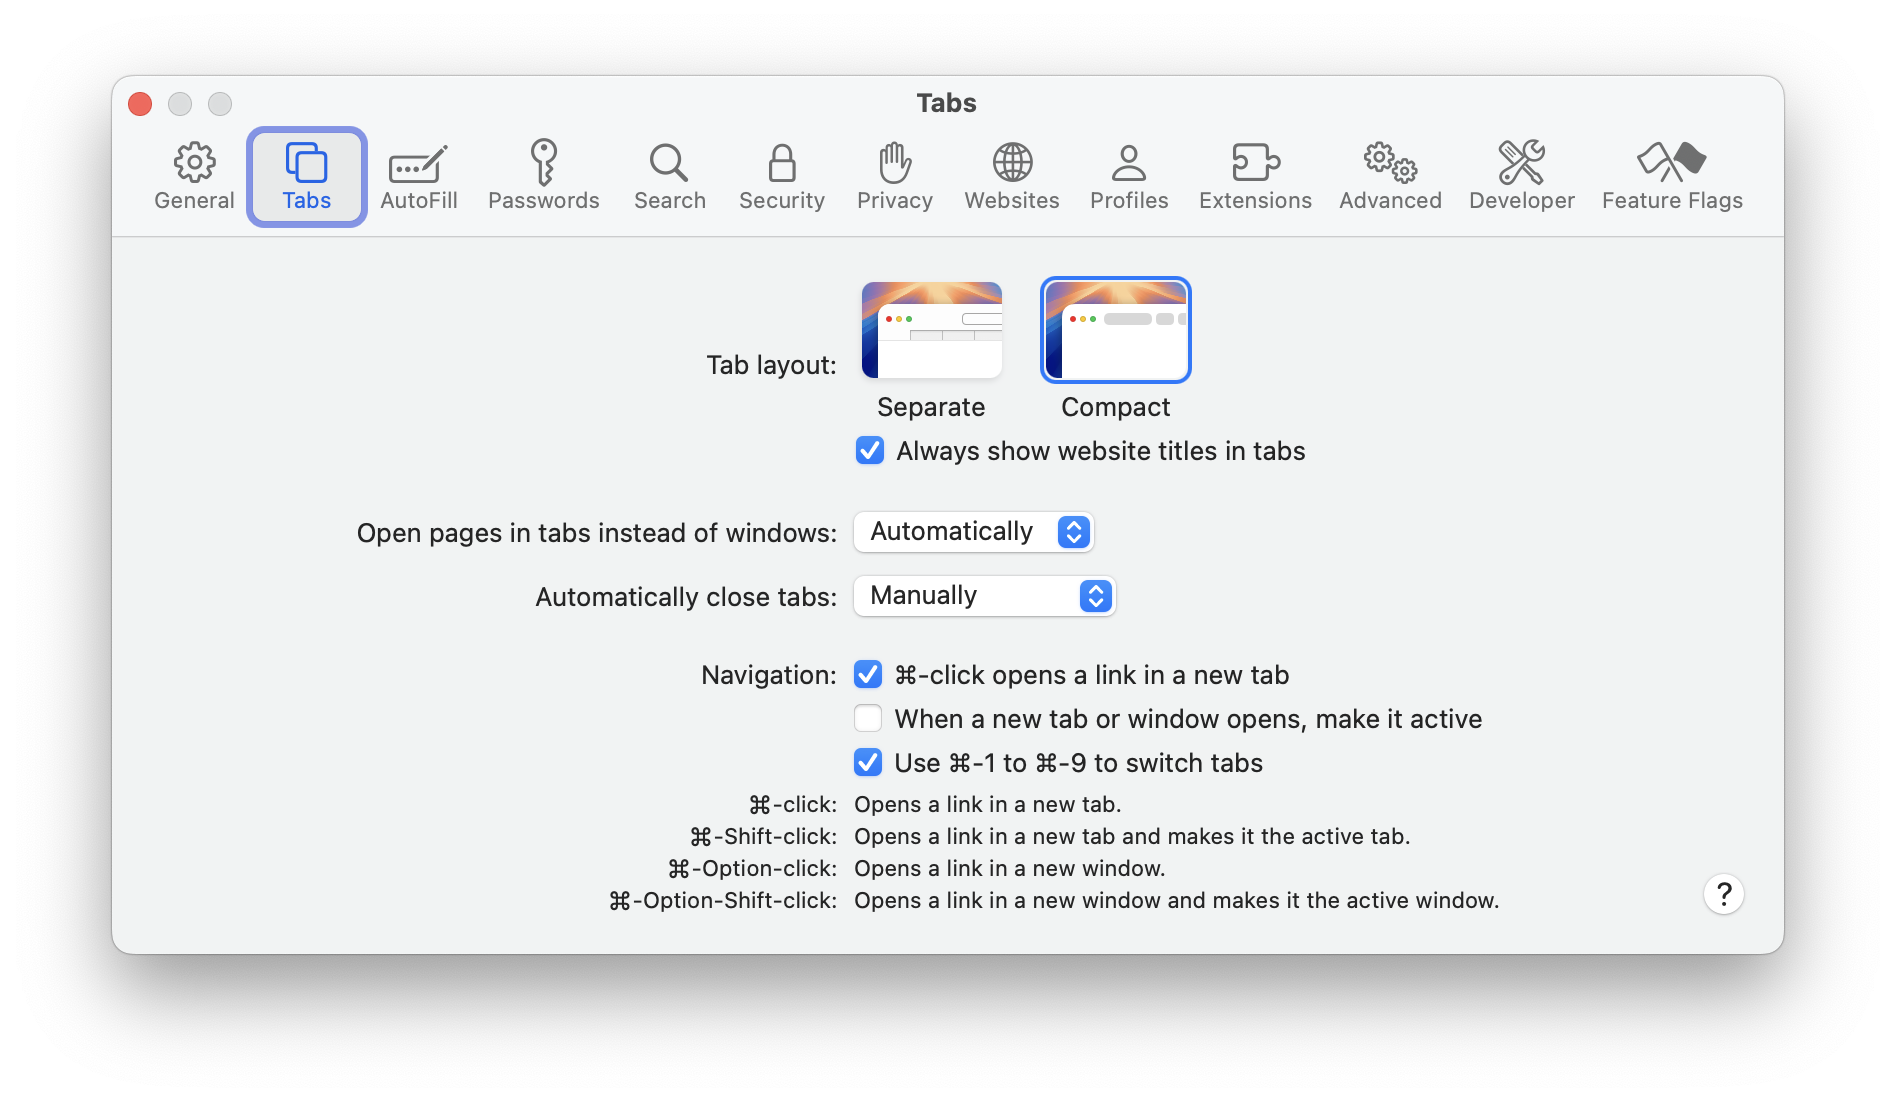 Tabs
General Tabs AutoFill Passwords Search Security Privacy Websites Profiles Extensions Advanced Developer Feature Flags
Tab layout:
Separate Compact
Always show website titles in tabs
Open pages in tabs instead of windows: Automatically
Automatically close tabs: Manually
Navigation: ⌘-click opens a link in a new tab
When a new tab or window opens, make it active
Use ⌘-1 to ⌘-9 to switch tabs
⌘-click: Opens a link in a new tab.
⌘-Shift-click: Opens a link in a new tab and makes it the active tab.
⌘-Option-click: Opens a link in a new window.
⌘-Option-Shift-click: Opens a link in a new window and makes it the active window.
?